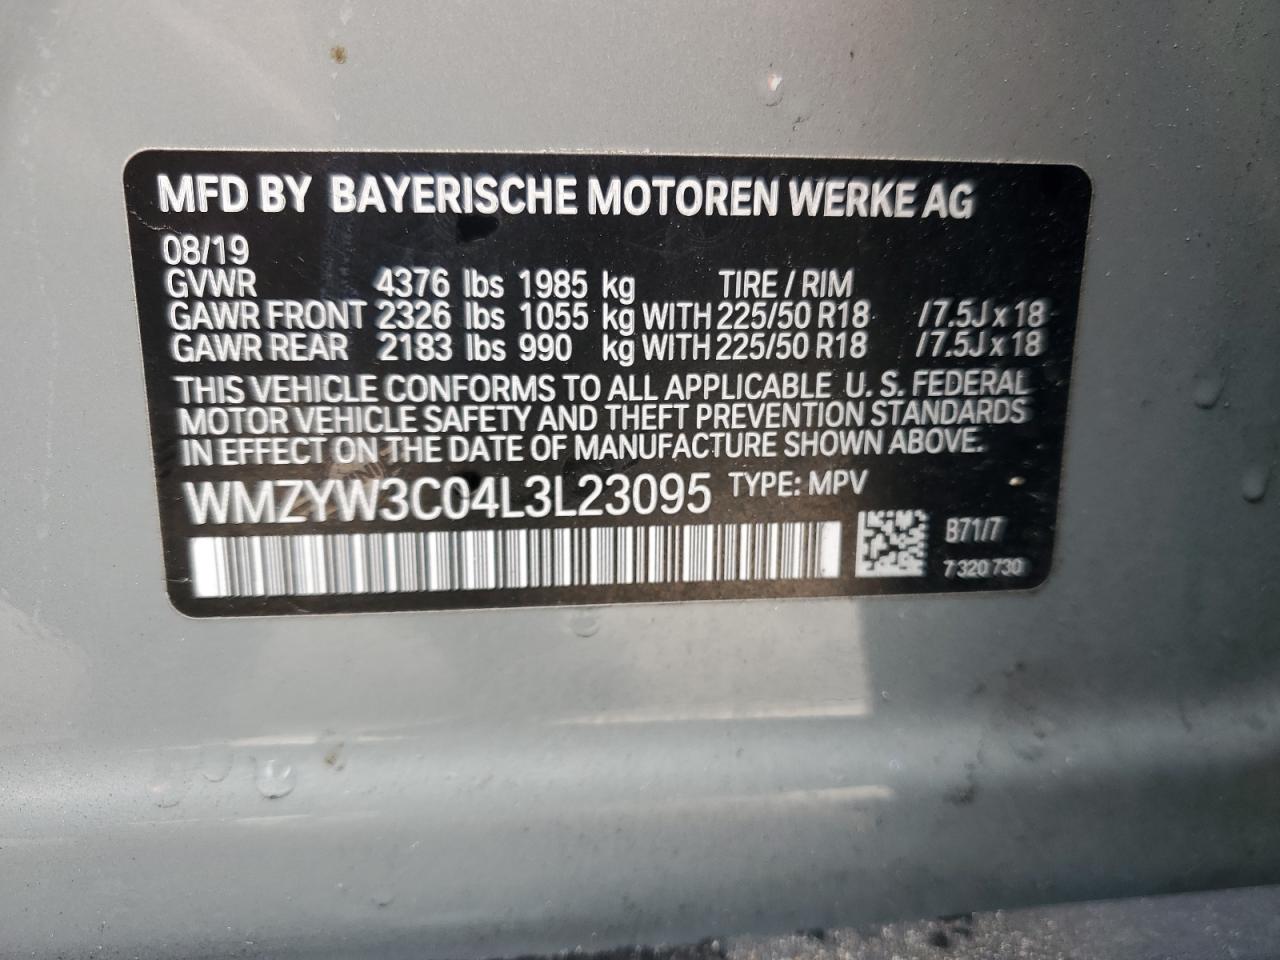 MFD BY BAYERISCHE MOTOREN WERKE AG
08/19
GVWR 4376 lbs 1985 kg TIRE / RIM
GAWR FRONT 2326 lbs 1055 kg WITH 225/50 R18 / 7.5J x 18
GAWR REAR 2183 lbs 990 kg WITH 225/50 R18 / 7.5J x 18
THIS VEHICLE CONFORMS TO ALL APPLICABLE U. S. FEDERAL
MOTOR VEHICLE SAFETY AND THEFT PREVENTION STANDARDS
IN EFFECT ON THE DATE OF MANUFACTURE SHOWN ABOVE.
WMZYW3C04L3L23095 TYPE: MPV
B71/7
7 320 730